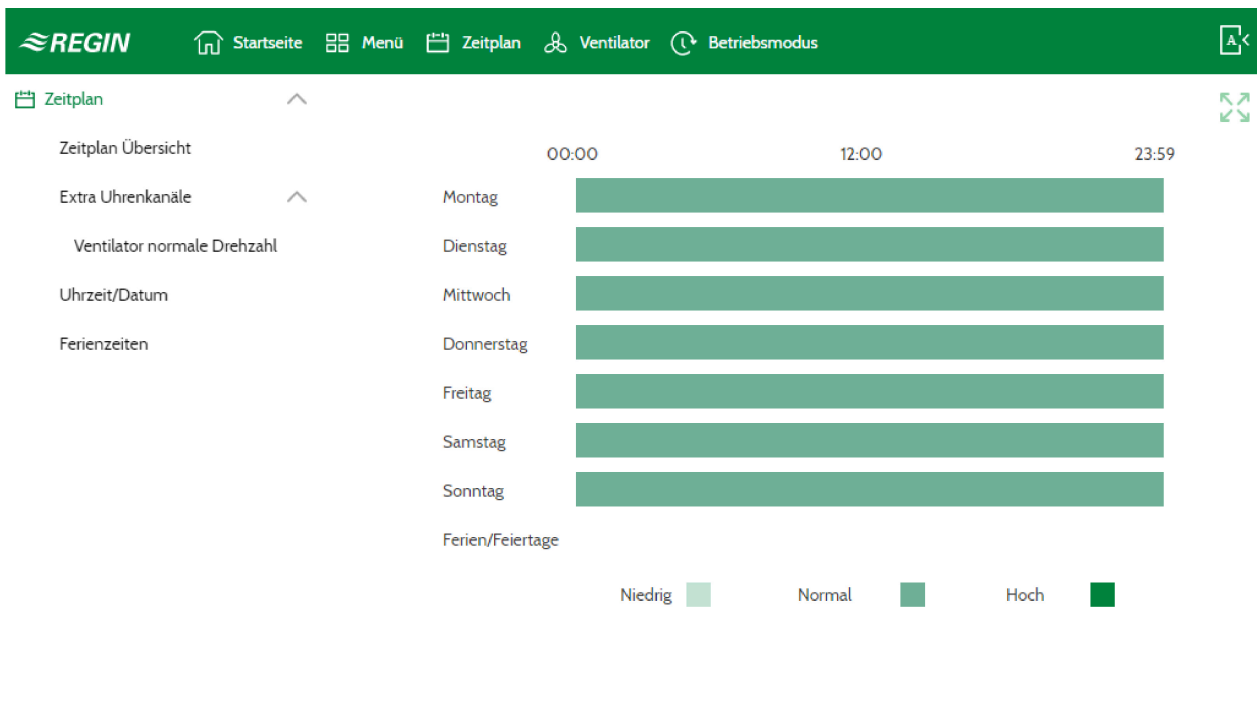 REGIN Startseite Menü Zeitplan Ventilator Betriebsmodus A
Zeitplan
Zeitplan Übersicht
Extra Uhrenkanäle
Ventilator normale Drehzahl
Uhrzeit/Datum
Ferienzeiten
00:00 12:00 23:59
Montag
Dienstag
Mittwoch
Donnerstag
Freitag
Samstag
Sonntag
Ferien/Feiertage
Niedrig Normal Hoch